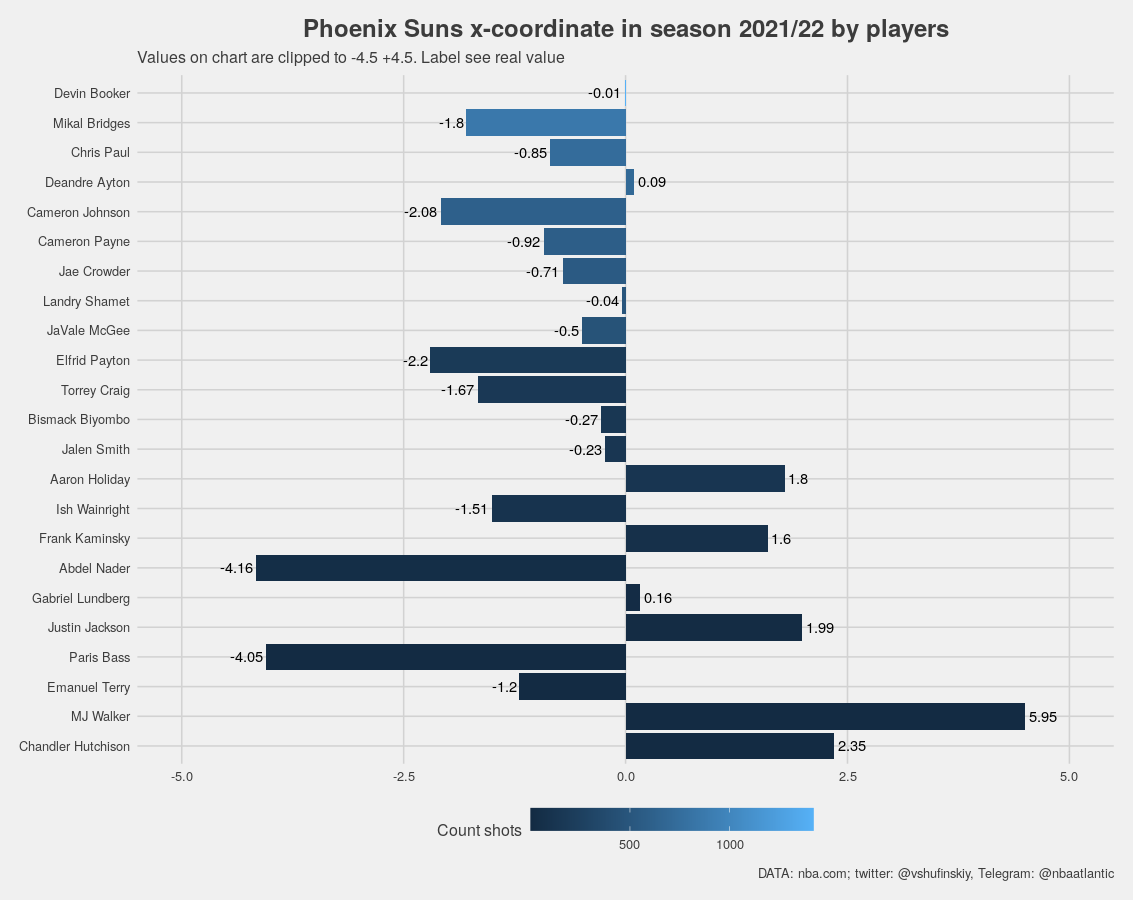 Phoenix Suns x-coordinate in season 2021/22 by players
Values on chart are clipped to -4.5 +4.5. Label see real value
Devin Booker -0.01
Mikal Bridges -1.8
Chris Paul -0.85
Deandre Ayton 0.09
Cameron Johnson -2.08
Cameron Payne -0.92
Jae Crowder -0.71
Landry Shamet -0.04
JaVale McGee -0.5
Elfrid Payton -2.2
Torrey Craig -1.67
Bismack Biyombo -0.27
Jalen Smith -0.23
Aaron Holiday 1.8
Ish Wainright -1.51
Frank Kaminsky 1.6
Abdel Nader -4.16
Gabriel Lundberg 0.16
Justin Jackson 1.99
Paris Bass -4.05
Emanuel Terry -1.2
MJ Walker 5.95
Chandler Hutchison 2.35
-5.0 -2.5 0.0 2.5 5.0
Count shots
500 1000
DATA: nba.com; twitter: @vshufinskiy, Telegram: @nbaatlantic